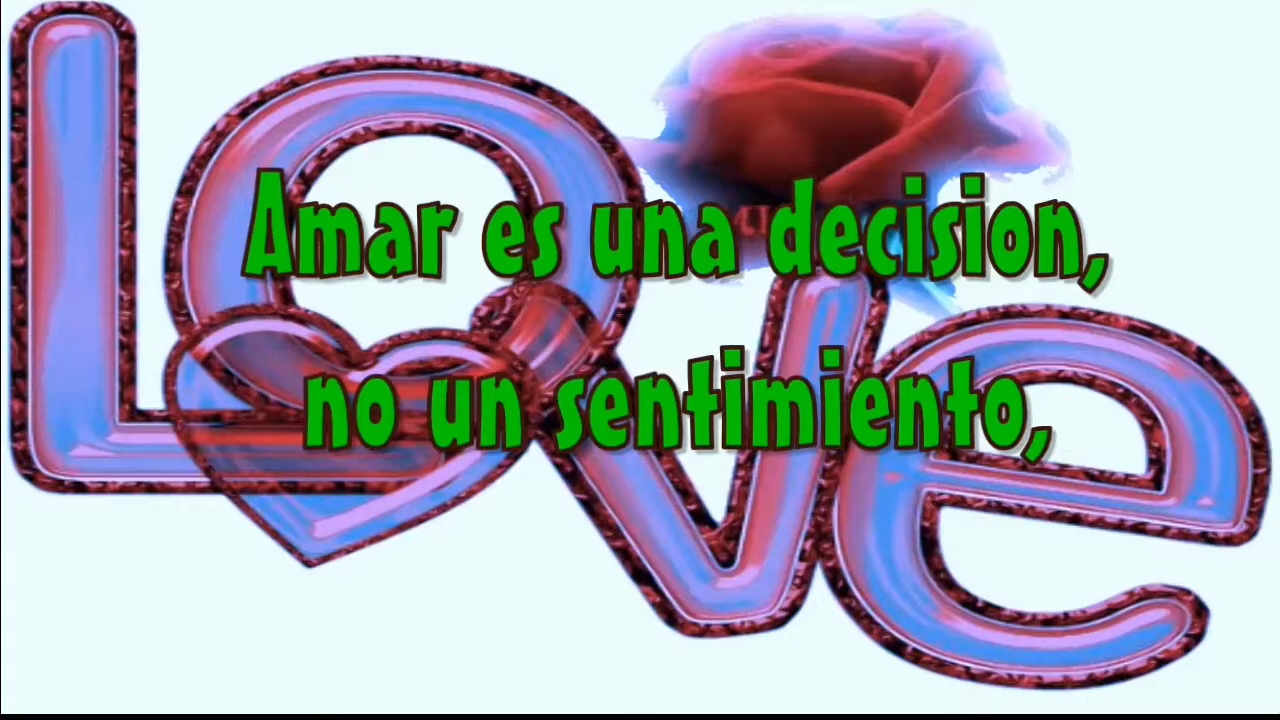 Love
Amar es una decision,
no un sentimiento,